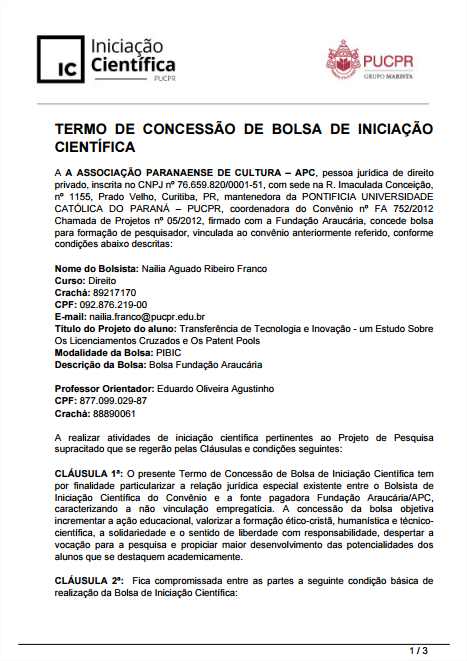 IC
Iniciação
Científica
PUCPR
PUCPR
GRUPO MARISTA
TERMO DE CONCESSÃO DE BOLSA DE INICIAÇÃO
CIENTÍFICA
A A ASSOCIAÇÃO PARANAENSE DE CULTURA – APC, pessoa jurídica de direito
privado, inscrita no CNPJ nº 76.659.820/0001-51, com sede na R. Imaculada Conceição,
nº 1155, Prado Velho, Curitiba, PR, mantenedora da PONTIFICIA UNIVERSIDADE
CATÓLICA DO PARANÁ – PUCPR, coordenadora do Convênio nº FA 752/2012
Chamada de Projetos nº 05/2012, firmado com a Fundação Araucária, concede bolsa
para formação de pesquisador, vinculada ao convênio anteriormente referido, conforme
condições abaixo descritas:
Nome do Bolsista: Nailia Aguado Ribeiro Franco
Curso: Direito
Crachá: 89217170
CPF: 092.876.219-00
E-mail: nailia.franco@pucpr.edu.br
Título do Projeto do aluno: Transferência de Tecnologia e Inovação - um Estudo Sobre
Os Licenciamentos Cruzados e Os Patent Pools
Modalidade da Bolsa: PIBIC
Descrição da Bolsa: Bolsa Fundação Araucária
Professor Orientador: Eduardo Oliveira Agustinho
CPF: 877.099.029-87
Crachá: 88890061
A realizar atividades de iniciação científica pertinentes ao Projeto de Pesquisa
supracitado que se regerão pelas Cláusulas e condições seguintes:
CLÁUSULA 1ª: O presente Termo de Concessão de Bolsa de Iniciação Científica tem
por finalidade particularizar a relação jurídica especial existente entre o Bolsista de
Iniciação Científica do Convênio e a fonte pagadora Fundação Araucária/APC,
caracterizando a não vinculação empregatícia. A concessão da bolsa objetiva
incrementar a ação educacional, valorizar a formação ético-cristã, humanística e técnico-
científica, a solidariedade e o sentido de liberdade com responsabilidade, despertar a
vocação para a pesquisa e propiciar maior desenvolvimento das potencialidades dos
alunos que se destaquem academicamente.
CLÁUSULA 2ª: Fica compromissada entre as partes a seguinte condição básica de
realização da Bolsa de Iniciação Científica:
1 / 3